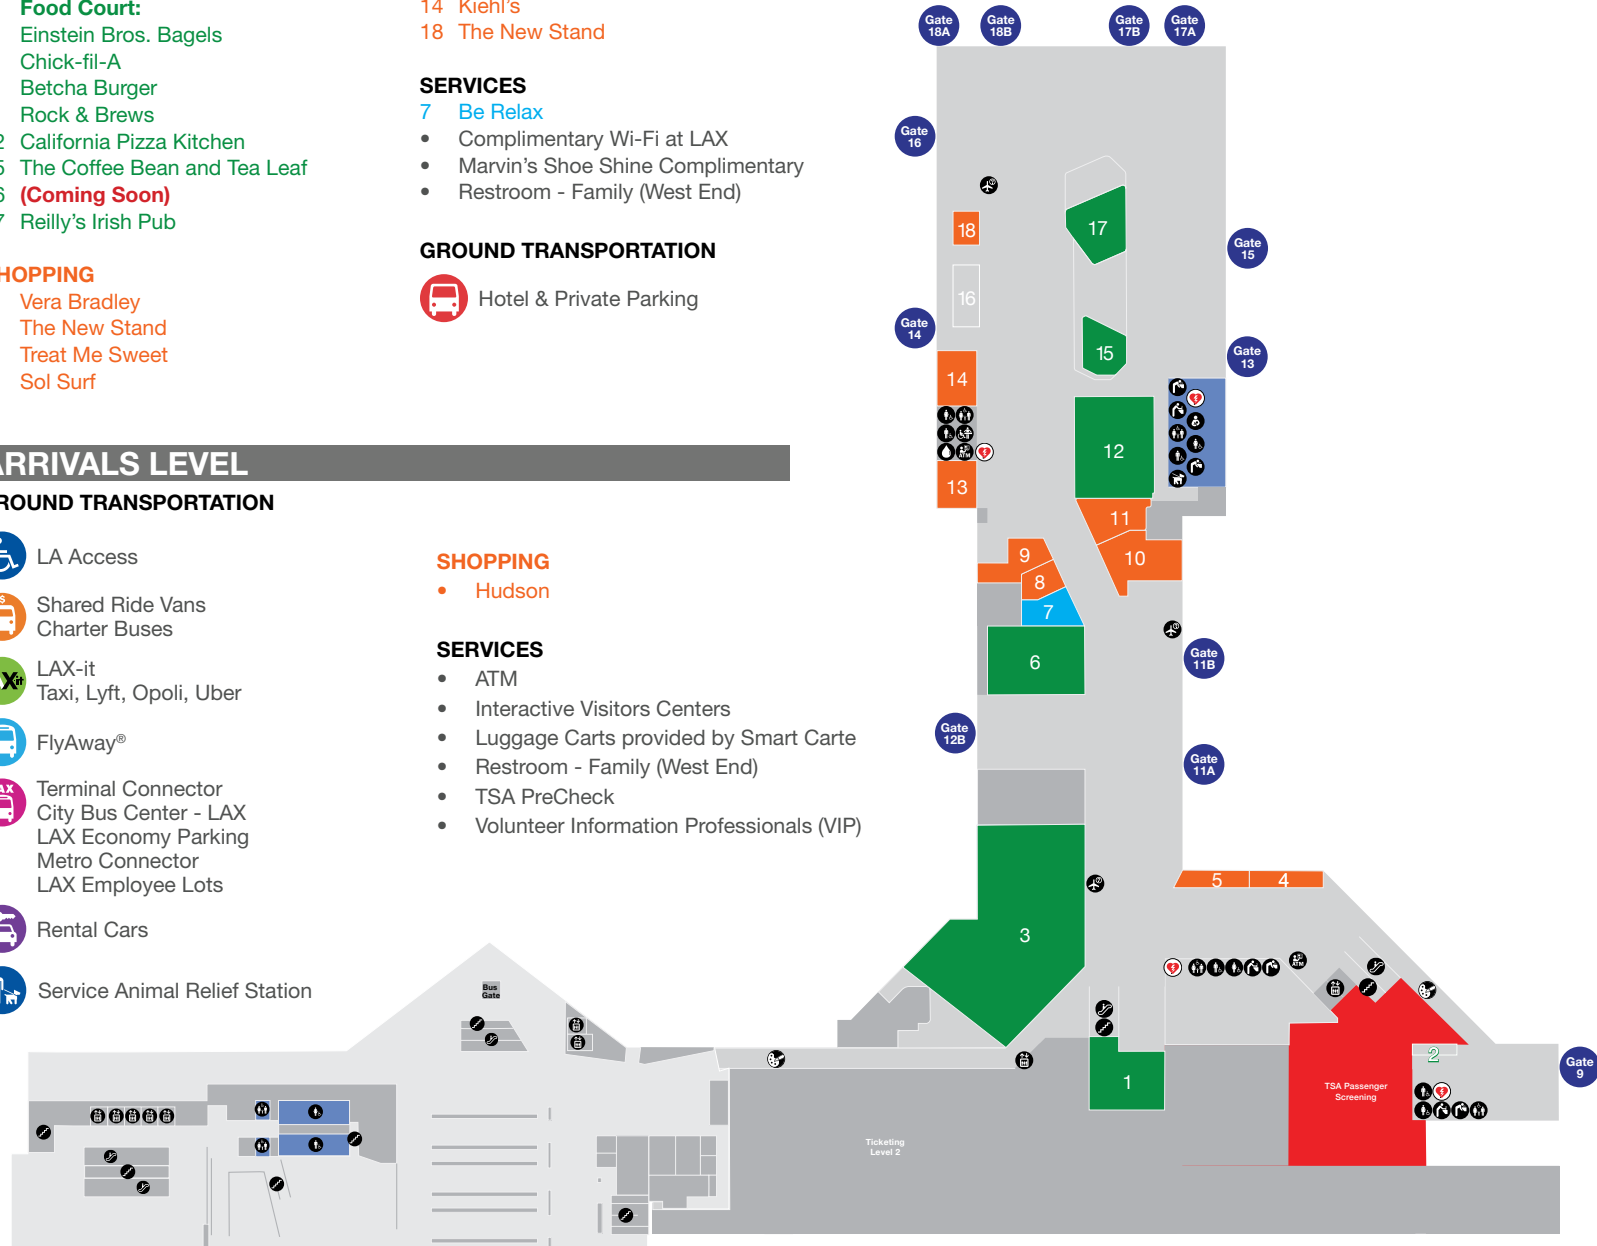 Food Court:
Einstein Bros. Bagels
Chick-fil-A
Betcha Burger
Rock & Brews
2 California Pizza Kitchen
5 The Coffee Bean and Tea Leaf
6 (Coming Soon)
7 Reilly's Irish Pub
HOPPING
Vera Bradley
The New Stand
Treat Me Sweet
Sol Surf
14 Kiehl's
18 The New Stand
SERVICES
7 Be Relax
• Complimentary Wi-Fi at LAX
• Marvin's Shoe Shine Complimentary
• Restroom - Family (West End)
GROUND TRANSPORTATION
Hotel & Private Parking
ARRIVALS LEVEL
ROUND TRANSPORTATION
LA Access
$
Shared Ride Vans
Charter Buses
Xit
LAX-it
Taxi, Lyft, Opoli, Uber
FlyAway®
AX
Terminal Connector
City Bus Center - LAX
LAX Economy Parking
Metro Connector
LAX Employee Lots
Rental Cars
Service Animal Relief Station
SHOPPING
• Hudson
SERVICES
• ATM
• Interactive Visitors Centers
• Luggage Carts provided by Smart Carte
• Restroom - Family (West End)
• TSA PreCheck
• Volunteer Information Professionals (VIP)
Gate
18A
Gate
18B
Gate
17B
Gate
17A
Gate
16
18
17
Gate
15
16
Gate
14
15
Gate
13
14
ATM
12
13
11
10
9
8
7
6
Gate
11B
Gate
12B
Gate
11A
5
4
3
ATM
Bus
Gate
2
1
Gate
9
TSA Passenger
Screening
Ticketing
Level 2